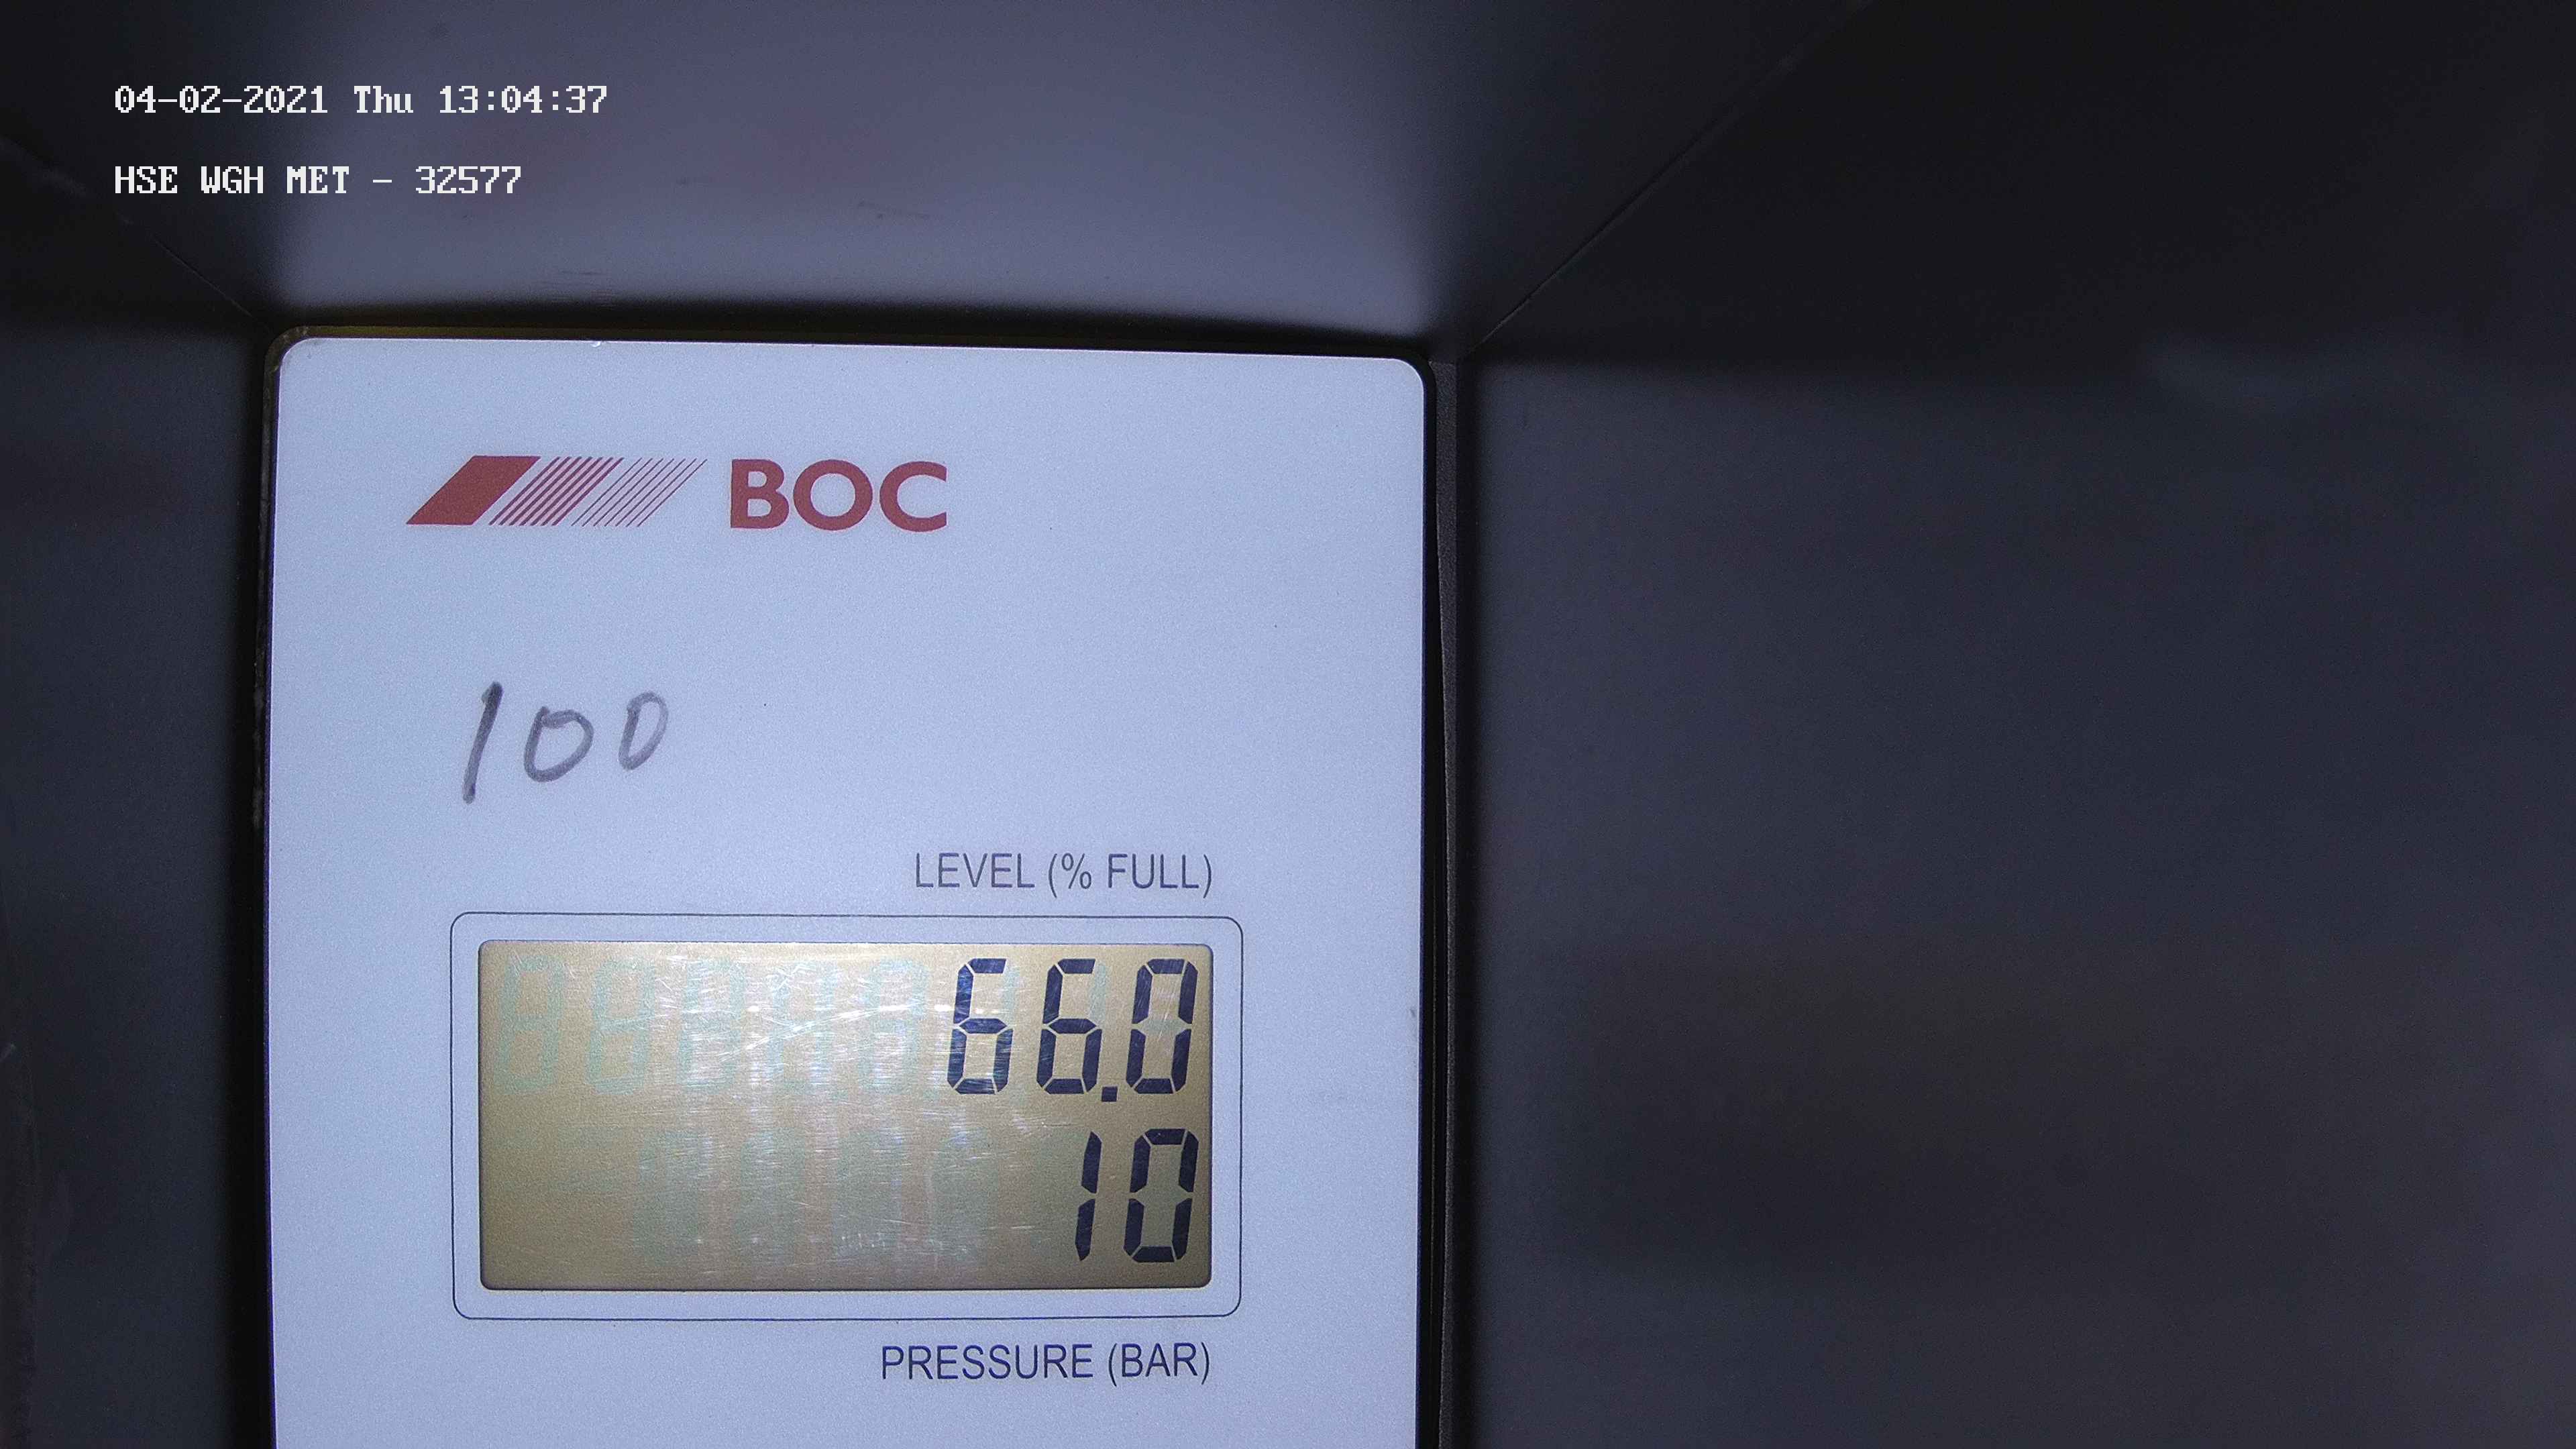 04-02-2021 Thu 13:04:37
HSE WGH MET - 32577
BOC
100
LEVEL (% FULL)
66.0
10
PRESSURE (BAR)